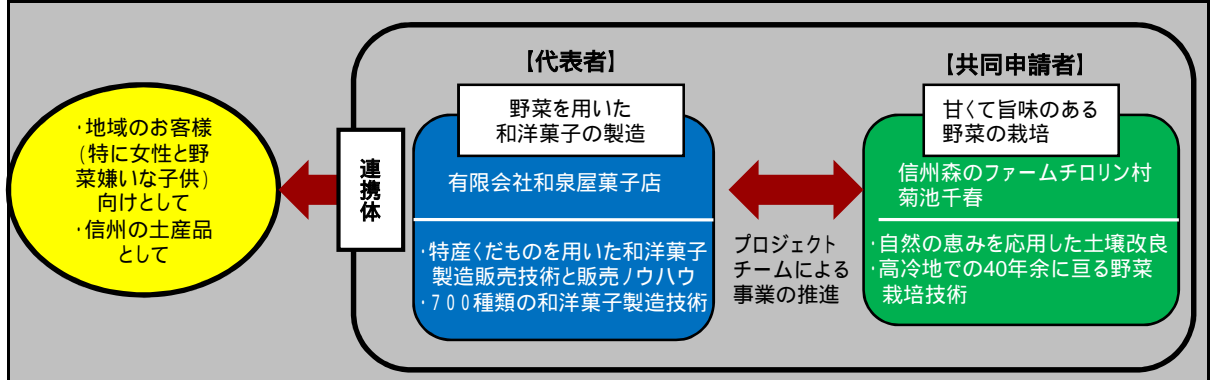 ・地域のお客様
(特に女性と野
菜嫌いな子供)
向けとして
・信州の土産品
として
連携体
【代表者】
野菜を用いた
和洋菓子の製造
有限会社和泉屋菓子店
・特産くだものを用いた和洋菓子
製造販売技術と販売ノウハウ
・700種類の和洋菓子製造技術
プロジェクト
チームによる
事業の推進
【共同申請者】
甘くて旨味のある
野菜の栽培
信州森のファームチロリン村
菊池千春
・自然の恵みを応用した土壌改良
・高冷地での40年余に亘る野菜
栽培技術